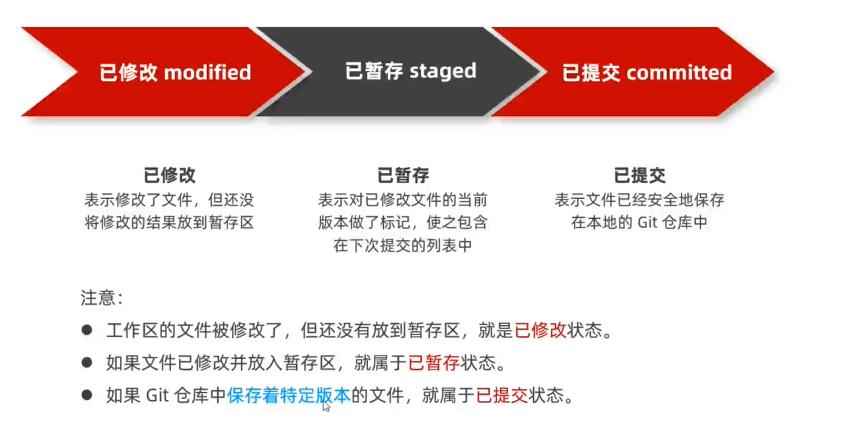 已修改 modified
已暂存 staged
已提交 committed
已修改
表示修改了文件，但还没
将修改的结果放到暂存区
已暂存
表示对已修改文件的当前
版本做了标记，使之包含
在下次提交的列表中
已提交
表示文件已经安全地保存
在本地的 Git 仓库中
注意：
● 工作区的文件被修改了，但还没有放到暂存区，就是已修改状态。
● 如果文件已修改并放入暂存区，就属于已暂存状态。
● 如果 Git 仓库中保存着特定版本的文件，就属于已提交状态。